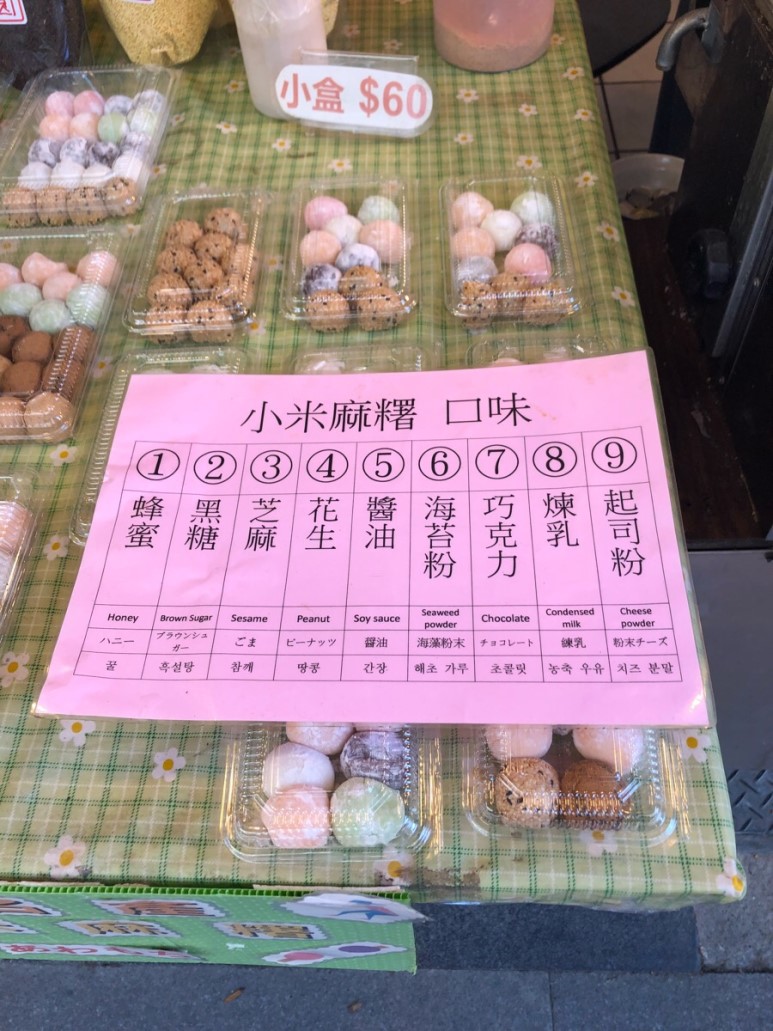 小盒 $60
小米麻糬 口味
① ② ③ ④ ⑤ ⑥ ⑦ ⑧ ⑨
蜂蜜 黑糖 芝麻 花生 醬油 海苔粉 巧克力 煉乳 起司粉
Honey Brown Sugar Sesame Peanut Soy sauce Seaweed powder Chocolate Condensed milk Cheese powder
ハニー ブラウンシュガー ごま ピーナッツ 醤油 海藻粉末 チョコレート 練乳 粉末チーズ
꿀 흑설탕 참깨 땅콩 간장 해초 가루 초콜릿 농축 우유 치즈 분말